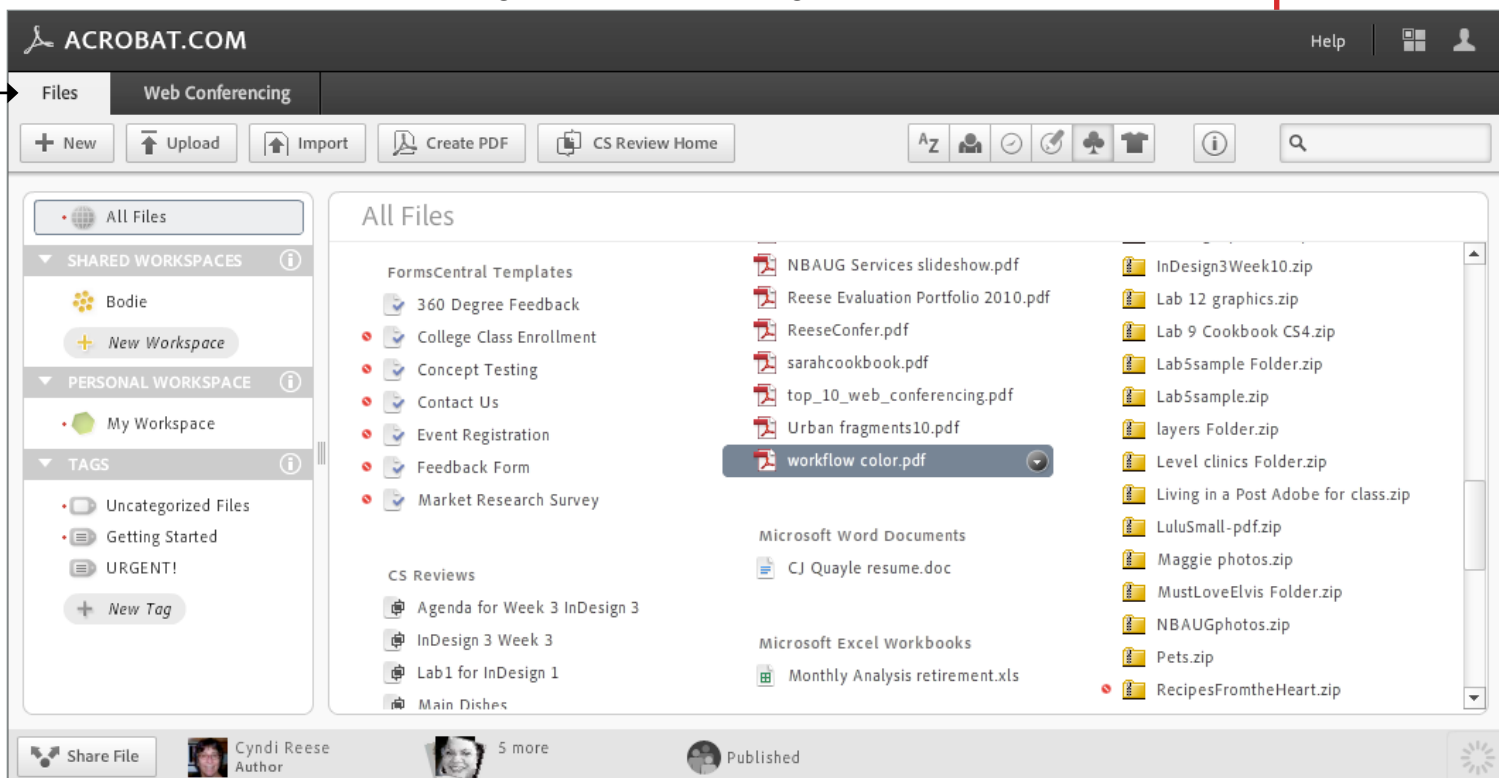 ACROBAT.COM
Help
Files
Web Conferencing
New
Upload
Import
Create PDF
CS Review Home
AZ
All Files
SHARED WORKSPACES
Bodie
New Workspace
PERSONAL WORKSPACE
My Workspace
TAGS
Uncategorized Files
Getting Started
URGENT!
New Tag
All Files
FormsCentral Templates
360 Degree Feedback
College Class Enrollment
Concept Testing
Contact Us
Event Registration
Feedback Form
Market Research Survey
CS Reviews
Agenda for Week 3 InDesign 3
InDesign 3 Week 3
Lab1 for InDesign 1
Main Dishes
NBAUG Services slideshow.pdf
Reese Evaluation Portfolio 2010.pdf
ReeseConfer.pdf
sarahcookbook.pdf
top_10_web_conferencing.pdf
Urban fragments10.pdf
workflow color.pdf
Microsoft Word Documents
CJ Quayle resume.doc
Microsoft Excel Workbooks
Monthly Analysis retirement.xls
InDesign3Week10.zip
Lab 12 graphics.zip
Lab 9 Cookbook CS4.zip
Lab5sample Folder.zip
Lab5sample.zip
layers Folder.zip
Level clinics Folder.zip
Living in a Post Adobe for class.zip
LuluSmall-pdf.zip
Maggie photos.zip
MustLoveElvis Folder.zip
NBAUGphotos.zip
Pets.zip
RecipesFromtheHeart.zip
Share File
Cyndi Reese
Author
5 more
Published